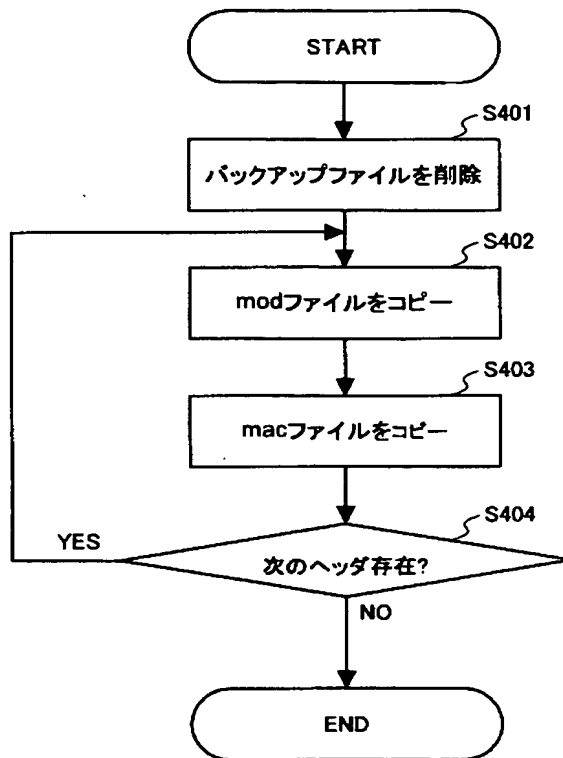 START
S401
バックアップファイルを削除
S402
modファイルをコピー
S403
macファイルをコピー
S404
YES
次のヘッダ存在?
NO
END